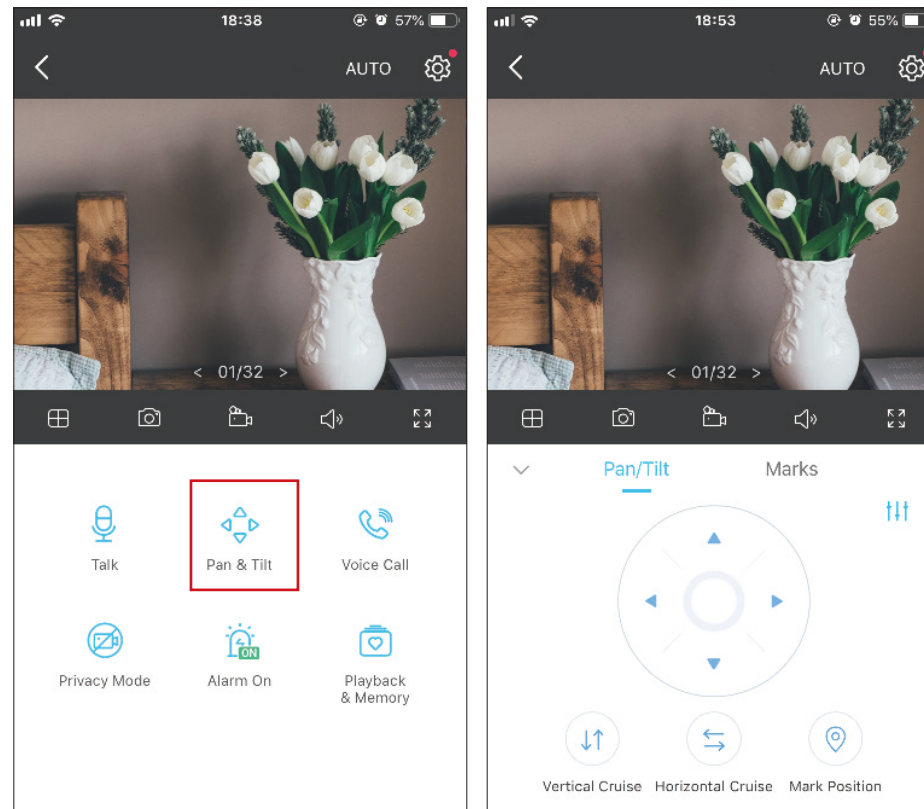 18:38
57%
AUTO
< 01/32 >
Talk
Pan & Tilt
Voice Call
Privacy Mode
ON
Alarm On
Playback
& Memory
18:53
55%
AUTO
< 01/32 >
Pan/Tilt
Marks
Vertical Cruise
Horizontal Cruise
Mark Position